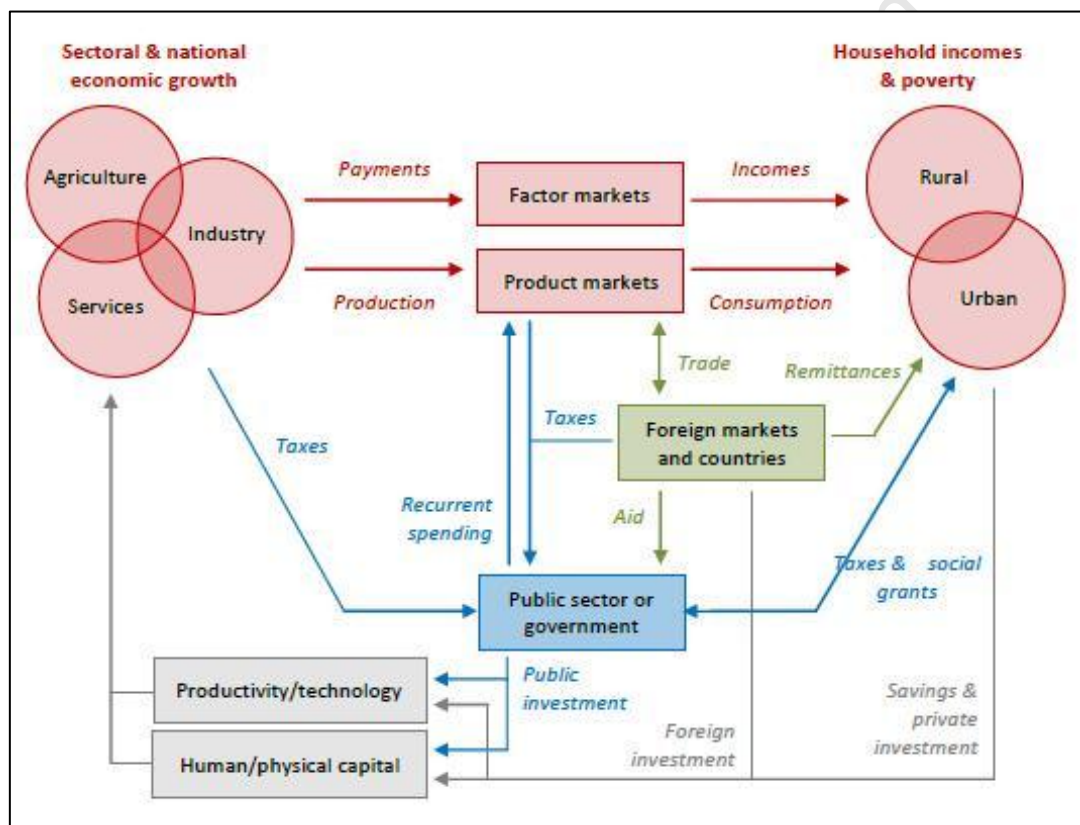 Sectoral & national
economic growth
Household incomes
& poverty
Agriculture
Industry
Services
Payments
Factor markets
Incomes
Rural
Production
Product markets
Consumption
Urban
Trade
Remittances
Taxes
Taxes
Foreign markets
and countries
Recurrent
spending
Aid
Taxes & social
grants
Public sector or
government
Productivity/technology
Public
investment
Human/physical capital
Foreign
investment
Savings &
private
investment